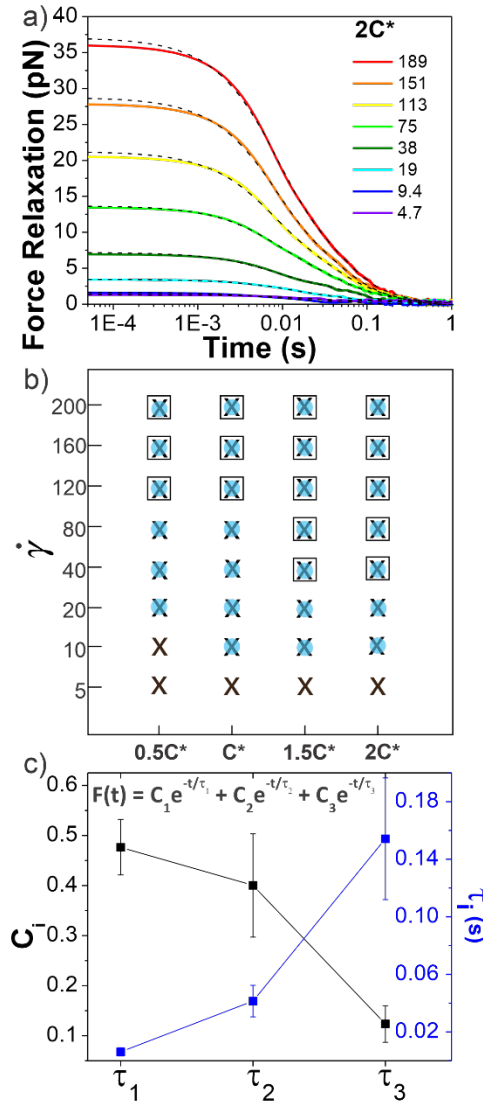 a)
2C*
189
151
113
75
38
19
9.4
4.7
40
35
30
25
20
15
10
5
0
Force Relaxation (pN)
1E-4 1E-3 0.01 0.1 1
Time (s)
b)
200 X X X X
160 X X X X
120 X X X X
80 X X X X
40 X X X X
20 X X X X
10 X X X X
5 X X X X
γ̇
0.5C* C* 1.5C* 2C*
c)
F(t) = C1e^-t/τ1 + C2e^-t/τ2 + C3e^-t/τ3
0.6
0.5
0.4
0.3
0.2
0.1
Ci
0.20
0.16
0.10
0.06
0.02
τi (s)
τ1 τ2 τ3